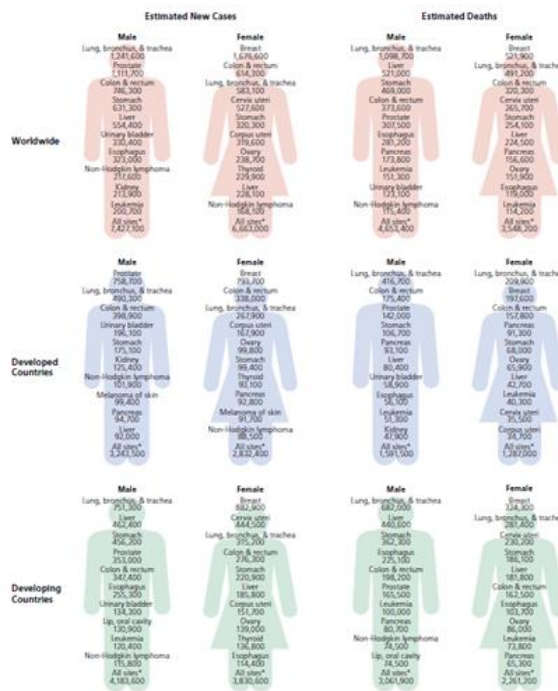 Estimated New Cases
Estimated Deaths
Worldwide
Male
Lung, bronchus, & trachea
1,241,600
Prostate
1,111,700
Colon & rectum
746,300
Stomach
631,300
Liver
554,400
Urinary bladder
330,400
Esophagus
323,000
Non-Hodgkin lymphoma
217,600
Kidney
213,900
Leukemia
200,700
All sites*
7,427,100
Female
Breast
1,676,600
Colon & rectum
614,300
Lung, bronchus, & trachea
583,100
Cervix uteri
527,600
Stomach
320,300
Corpus uteri
319,600
Ovary
238,700
Thyroid
229,900
Liver
228,100
Non-Hodgkin lymphoma
168,100
All sites*
6,663,000
Male
Lung, bronchus, & trachea
1,098,700
Liver
521,000
Stomach
469,000
Colon & rectum
373,600
Prostate
307,500
Esophagus
281,200
Pancreas
173,800
Leukemia
151,300
Urinary bladder
123,100
Non-Hodgkin lymphoma
115,400
All sites*
4,653,400
Female
Breast
521,900
Lung, bronchus, & trachea
491,200
Colon & rectum
320,300
Cervix uteri
265,700
Stomach
254,100
Liver
224,500
Pancreas
156,600
Ovary
151,900
Esophagus
119,000
Leukemia
114,200
All sites*
3,548,200
Developed
Countries
Male
Prostate
758,700
Lung, bronchus, & trachea
490,300
Colon & rectum
398,900
Urinary bladder
196,100
Stomach
175,100
Kidney
125,400
Non-Hodgkin lymphoma
101,900
Melanoma of skin
99,400
Pancreas
94,700
Liver
92,000
All sites*
3,243,500
Female
Breast
793,700
Colon & rectum
338,000
Lung, bronchus, & trachea
267,900
Corpus uteri
167,900
Ovary
99,800
Stomach
99,400
Thyroid
93,100
Pancreas
92,800
Melanoma of skin
91,700
Non-Hodgkin lymphoma
88,500
All sites*
2,832,400
Male
Lung, bronchus, & trachea
416,700
Colon & rectum
175,400
Prostate
142,000
Stomach
106,700
Pancreas
93,100
Liver
80,400
Urinary bladder
58,900
Esophagus
56,100
Leukemia
51,300
Kidney
47,900
All sites*
1,591,500
Female
Lung, bronchus, & trachea
209,900
Breast
197,600
Colon & rectum
157,800
Pancreas
91,300
Stomach
68,000
Ovary
65,900
Liver
42,700
Leukemia
40,300
Cervix uteri
35,500
Corpus uteri
34,700
All sites*
1,287,000
Developing
Countries
Male
Lung, bronchus, & trachea
751,300
Liver
462,400
Stomach
456,200
Prostate
353,000
Colon & rectum
347,400
Esophagus
255,300
Urinary bladder
134,300
Lip, oral cavity
130,900
Leukemia
120,400
Non-Hodgkin lymphoma
115,800
All sites*
4,183,600
Female
Breast
882,900
Cervix uteri
444,500
Lung, bronchus, & trachea
315,200
Colon & rectum
276,300
Stomach
220,900
Liver
185,800
Corpus uteri
151,700
Ovary
139,000
Thyroid
136,800
Esophagus
114,400
All sites*
3,830,600
Male
Lung, bronchus, & trachea
682,000
Liver
440,600
Stomach
362,300
Esophagus
225,100
Colon & rectum
198,200
Prostate
165,500
Leukemia
100,000
Pancreas
80,700
Non-Hodgkin lymphoma
74,500
Lip, oral cavity
74,500
All sites*
3,061,900
Female
Breast
324,300
Lung, bronchus, & trachea
281,400
Cervix uteri
230,200
Stomach
186,100
Liver
181,800
Colon & rectum
162,500
Esophagus
103,700
Ovary
86,000
Leukemia
73,800
Pancreas
65,300
All sites*
2,261,200